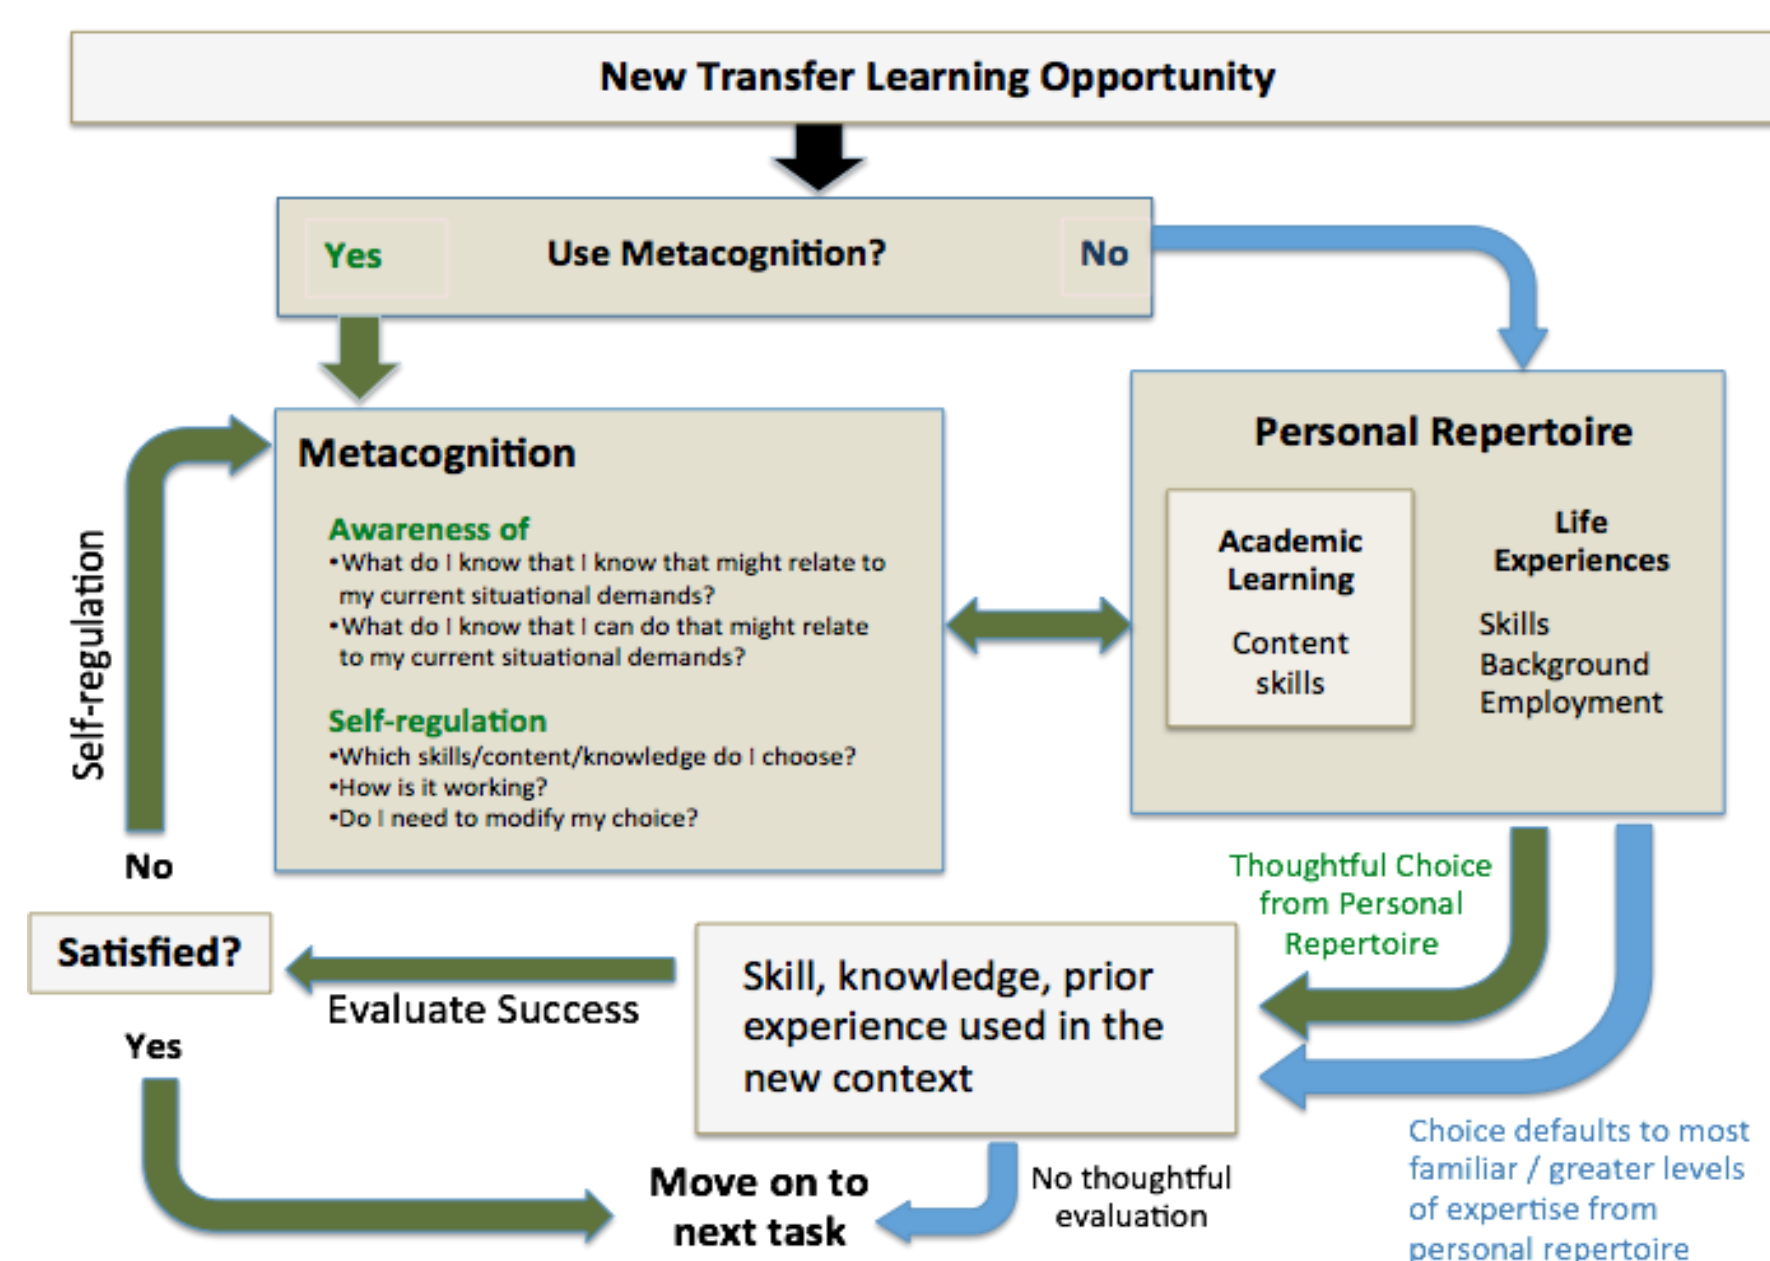 New Transfer Learning Opportunity
Yes
Use Metacognition?
No
Metacognition
Awareness of
•What do I know that I know that might relate to
my current situational demands?
•What do I know that I can do that might relate
to my current situational demands?
Self-regulation
•Which skills/content/knowledge do I choose?
•How is it working?
•Do I need to modify my choice?
Personal Repertoire
Academic
Learning
Content
skills
Life
Experiences
Skills
Background
Employment
Self-regulation
No
Satisfied?
Yes
Evaluate Success
Skill, knowledge, prior
experience used in the
new context
Thoughtful Choice
from Personal
Repertoire
Choice defaults to most
familiar / greater levels
of expertise from
personal repertoire
Move on to
next task
No thoughtful
evaluation